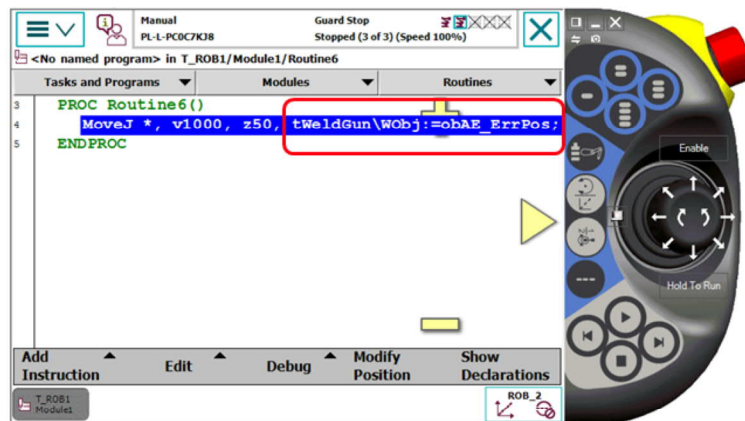 Manual
PL-L-PC0C7KJ8
Guard Stop
Stopped (3 of 3) (Speed 100%)
<No named program> in T_ROB1/Module1/Routine6
Tasks and Programs
Modules
Routines
3 PROC Routine6()
4 MoveJ *, v1000, z50, tWeldGun\WObj:=obAE_ErrPos;
5 ENDPROC
Enable
Hold To Run
Add Instruction
Edit
Debug
Modify Position
Show Declarations
T_ROB1
Module1
ROB_2